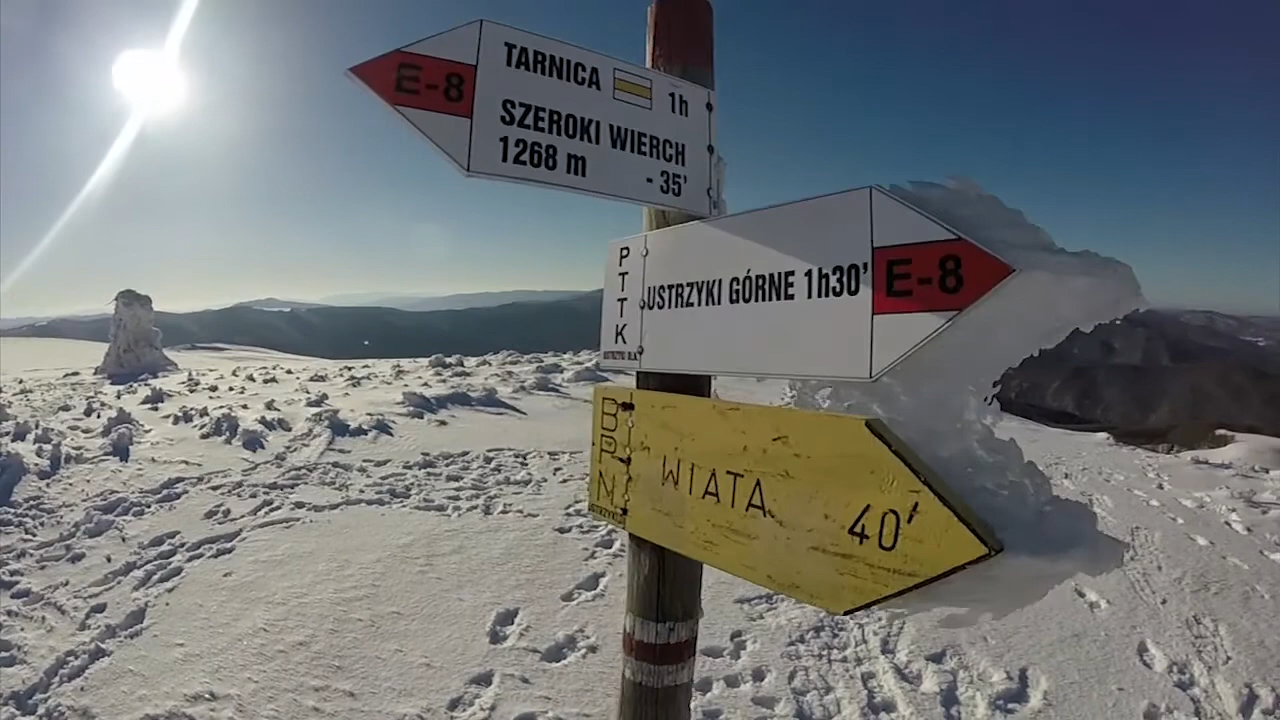 E-8
TARNICA 1h
SZEROKI WIERCH
1268 m - 35'
PTTK
USTRZYKI GÓRNE 1h30'
E-8
BPN
WIATA 40'